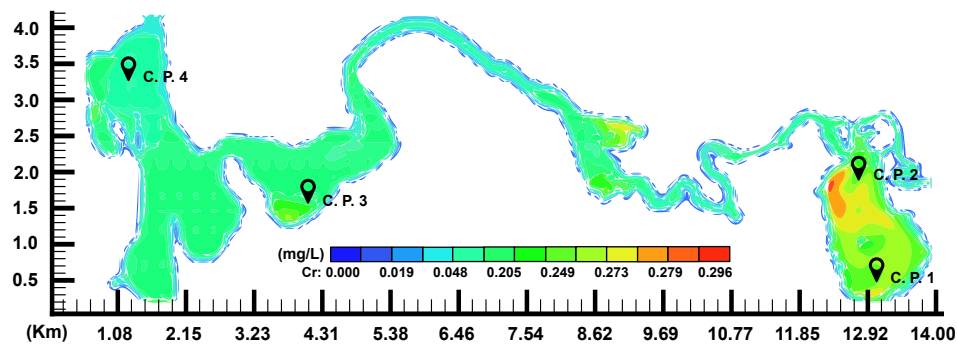 4.0
3.5
C. P. 4
3.0
2.5
2.0
C. P. 2
C. P. 3
1.5
1.0
(mg/L)
Cr: 0.000 0.019 0.048 0.205 0.249 0.273 0.279 0.296
C. P. 1
0.5
(Km) 1.08 2.15 3.23 4.31 5.38 6.46 7.54 8.62 9.69 10.77 11.85 12.92 14.00